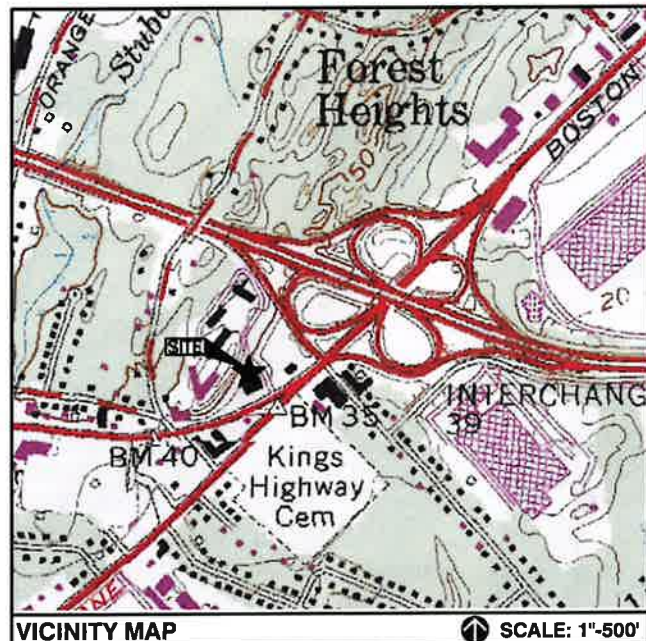 ORANGE
Stubb
Forest
Heights
BOSTON
50
20
SITE
BM 35
INTERCHANG
39
BM 40
Kings
Highway
Cem
VICINITY MAP
SCALE: 1"-500'